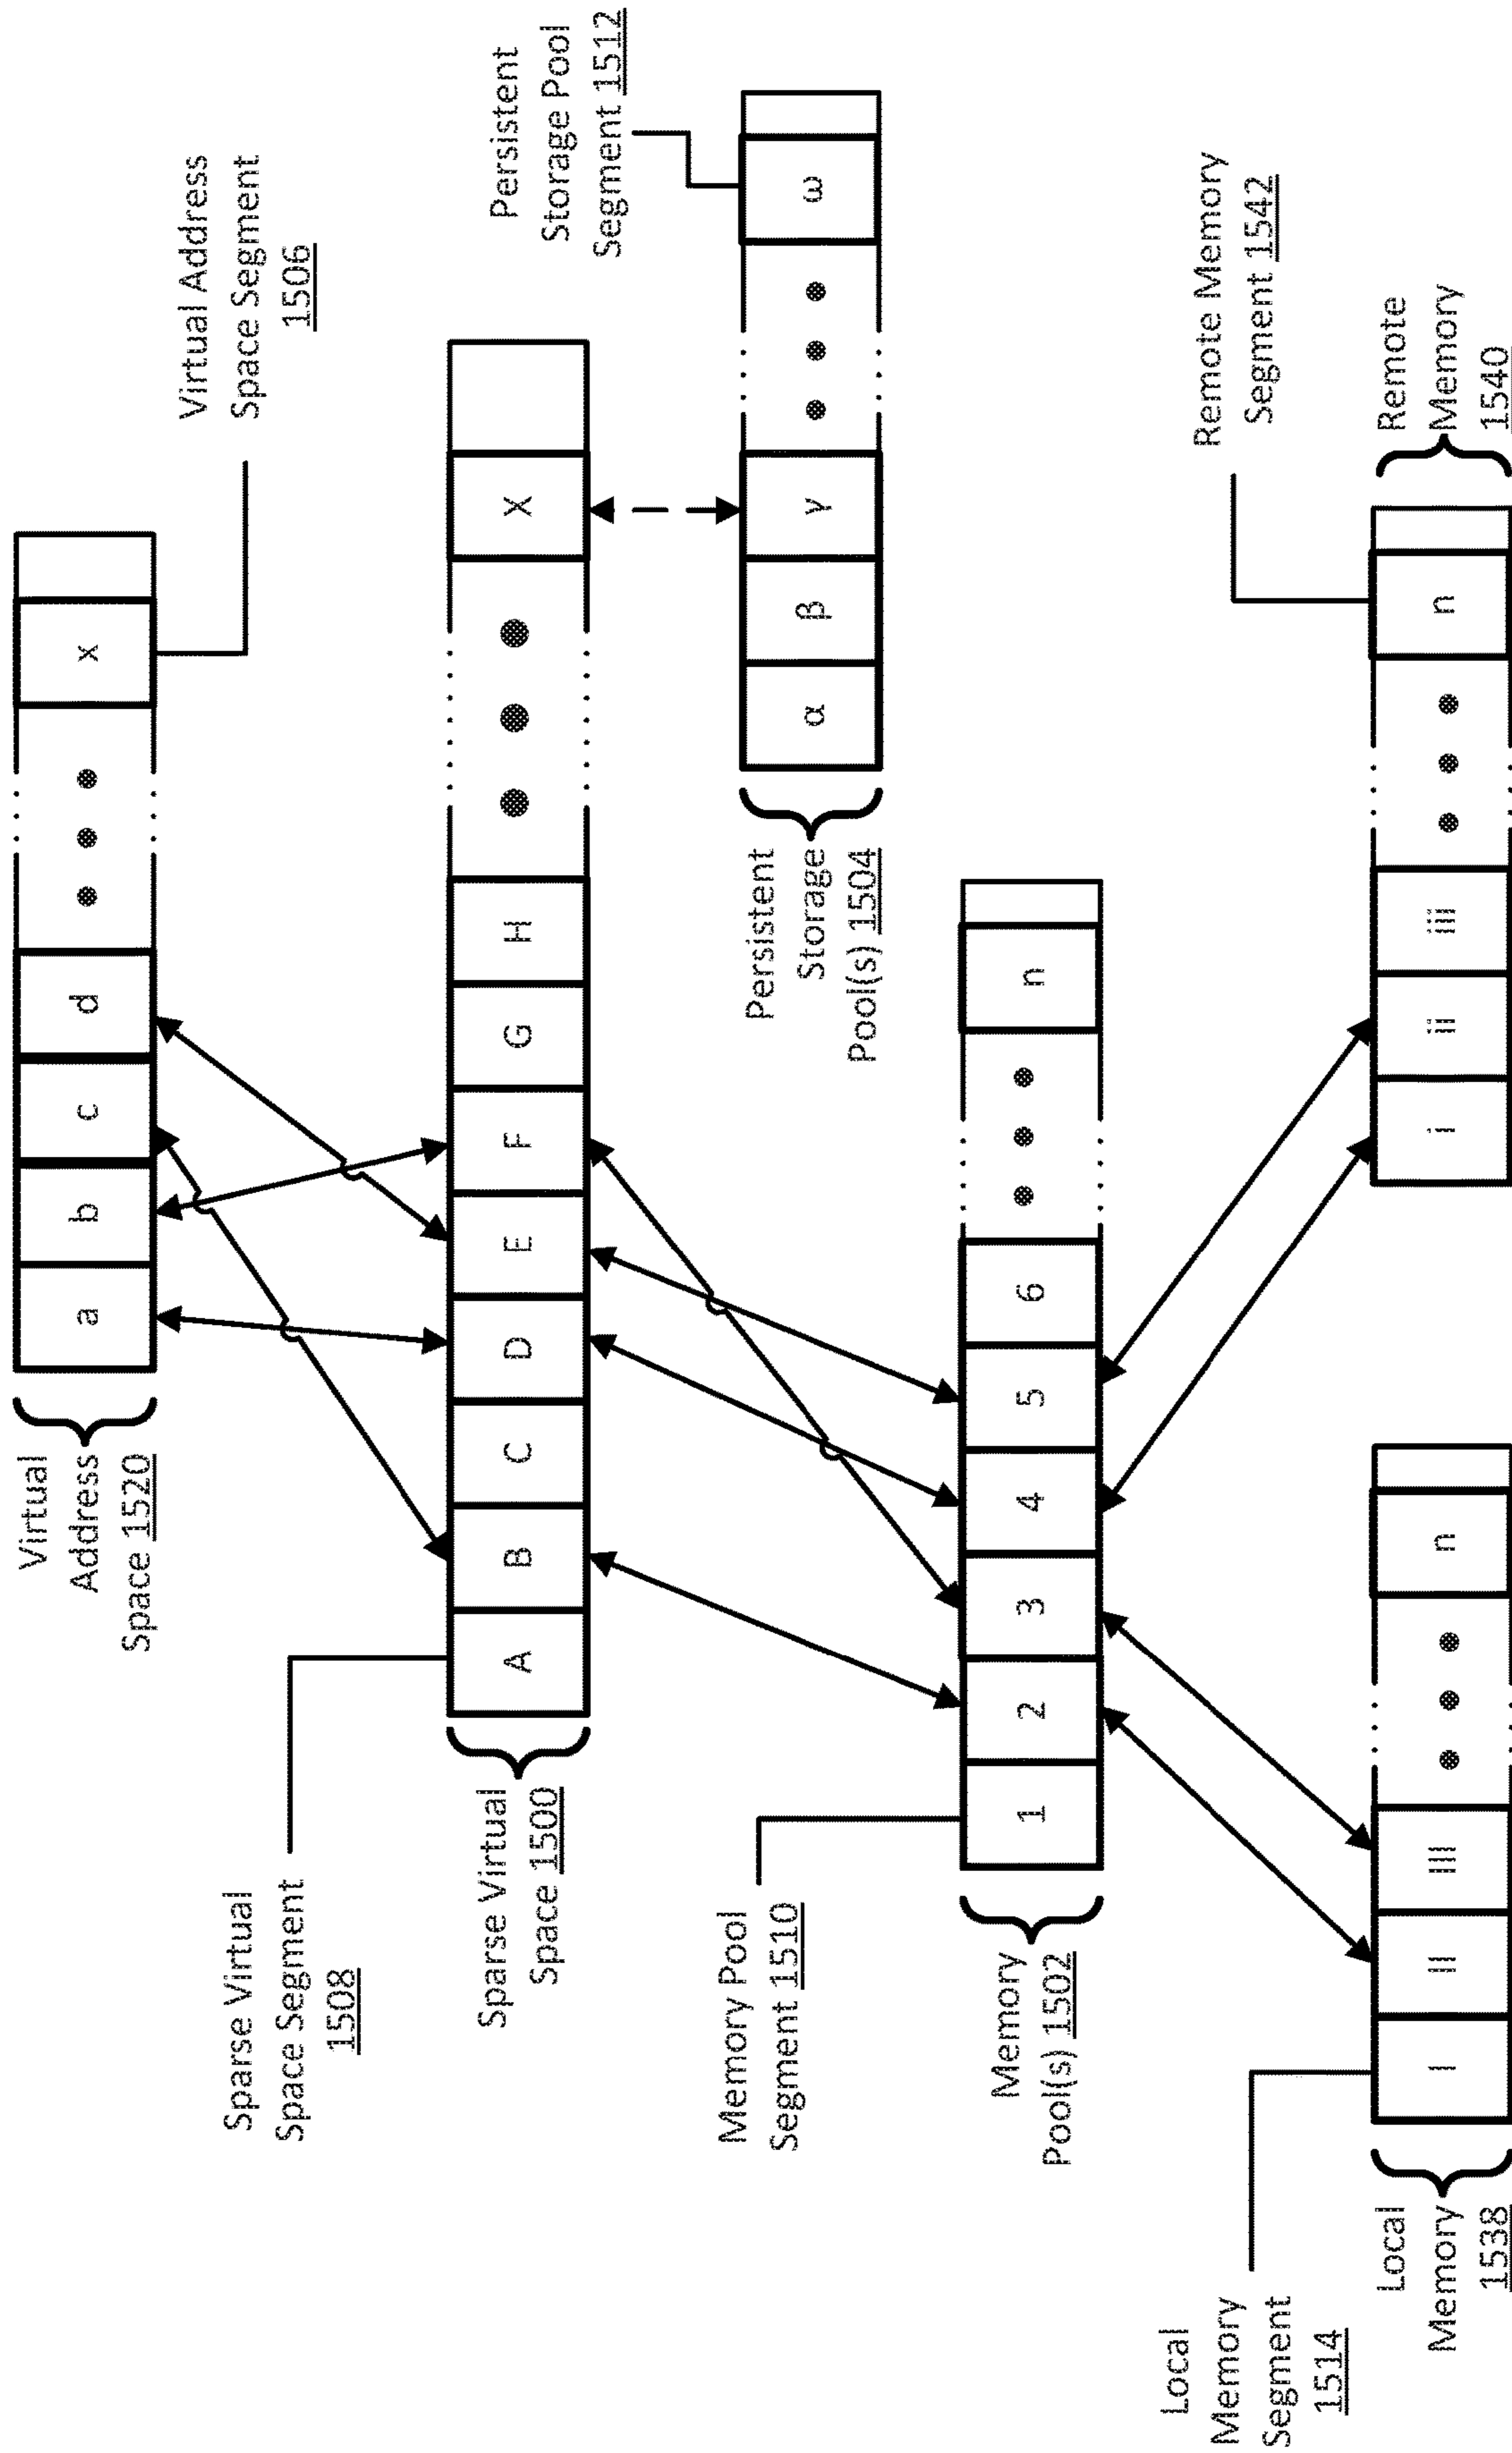 Virtual
Address
Space 1520
a
b
c
d
x
Virtual Address
Space Segment
1506
Sparse Virtual
Space Segment
1508
Sparse Virtual
Space 1500
A
B
C
D
E
F
G
H
X
Persistent
Storage Pool
Segment 1512
Persistent
Storage
Pool(s) 1504
α
β
γ
ω
Memory Pool
Segment 1510
Memory
Pool(s) 1502
1
2
3
4
5
6
n
Local
Memory
Segment
1514
Local
Memory
1538
I
II
III
n
Remote Memory
Segment 1542
i
ii
iii
n
Remote
Memory
1540